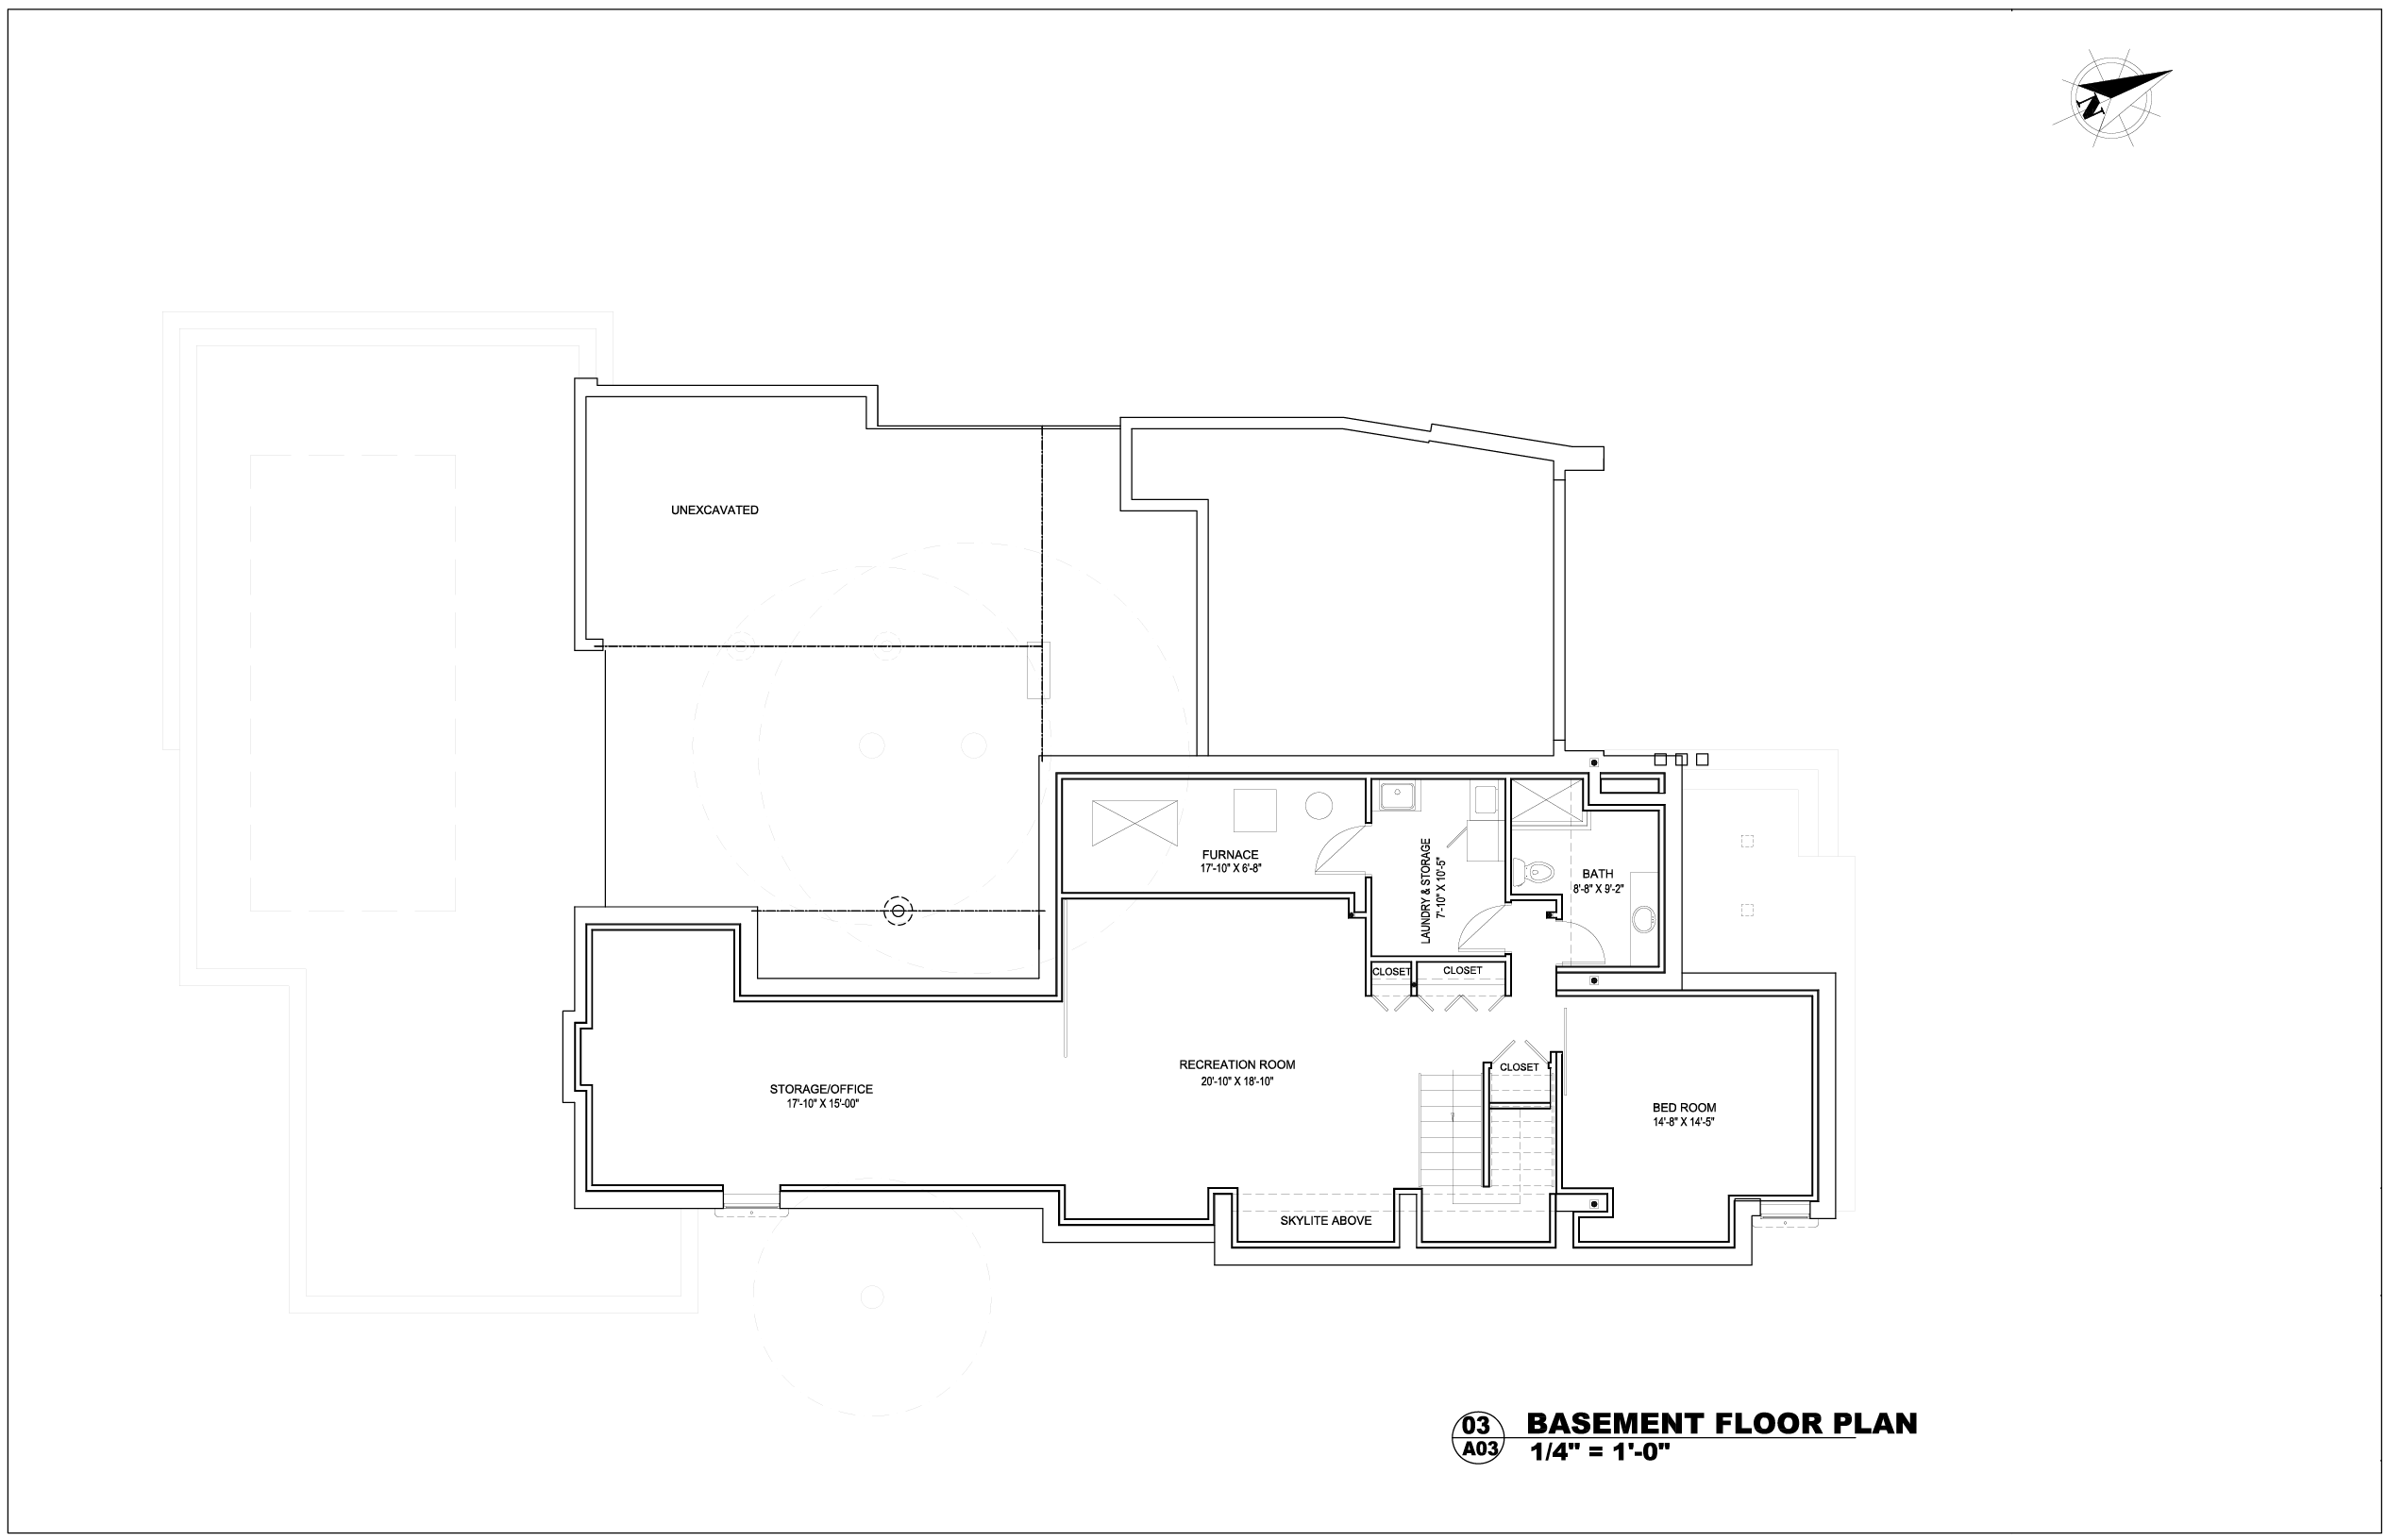 N
UNEXCAVATED
FURNACE
17'-10" X 6'-8"
LAUNDRY & STORAGE
7'-10" X 10'-5"
BATH
8'-8" X 9'-2"
CLOSET
CLOSET
RECREATION ROOM
20'-10" X 18'-10"
CLOSET
STORAGE/OFFICE
17'-10" X 15'-00"
BED ROOM
14'-8" X 14'-5"
SKYLITE ABOVE
03
A03
BASEMENT FLOOR PLAN
1/4" = 1'-0"